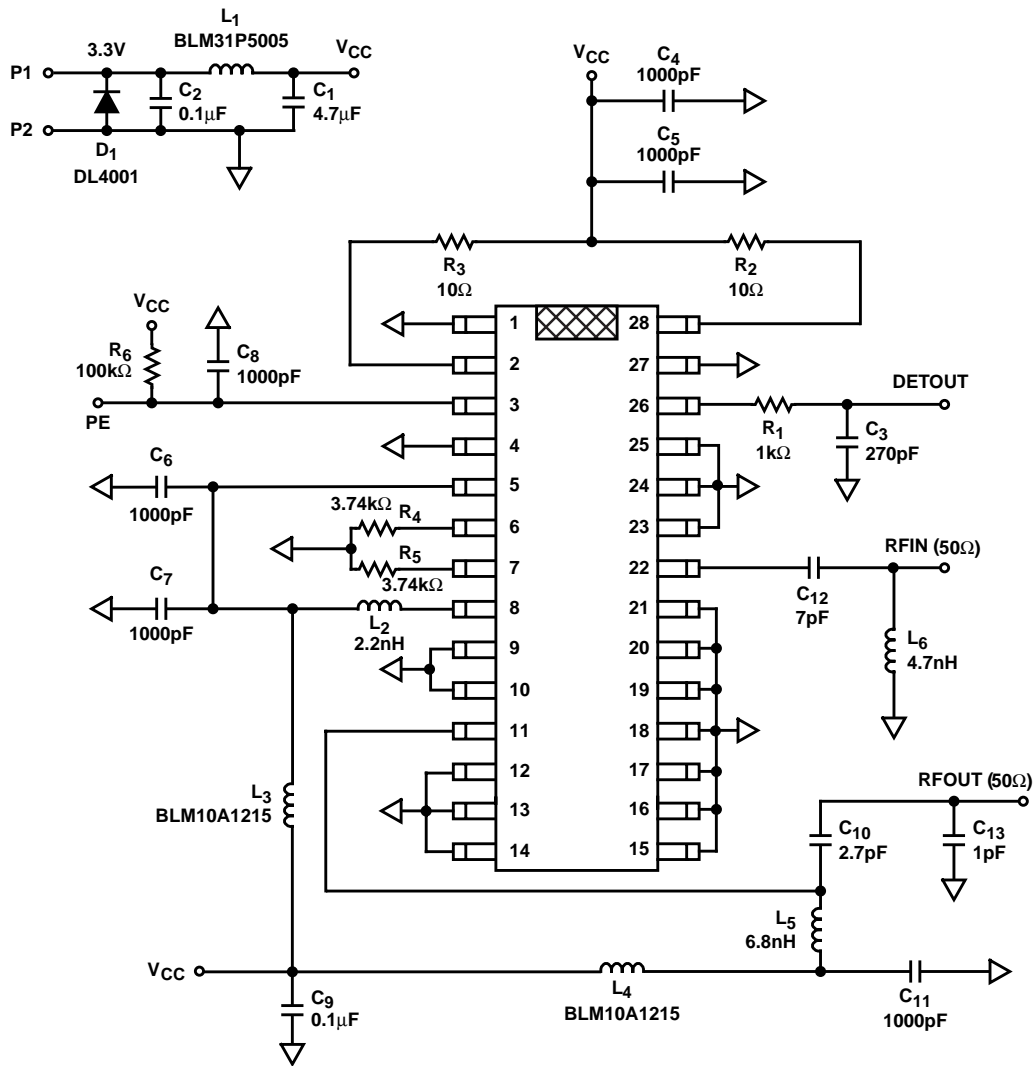 L1
BLM31P5005
3.3V
VCC
P1
C2
0.1µF
C1
4.7µF
P2
D1
DL4001
VCC
C4
1000pF
C5
1000pF
R3
10Ω
R2
10Ω
VCC
R6
100kΩ
C8
1000pF
PE
1
2
3
4
5
6
7
8
9
10
11
12
13
14
28
27
26
25
24
23
22
21
20
19
18
17
16
15
DETOUT
R1
1kΩ
C3
270pF
C6
1000pF
3.74kΩ
R4
R5
3.74kΩ
C7
1000pF
L2
2.2nH
RFIN (50Ω)
C12
7pF
L6
4.7nH
L3
BLM10A1215
RFOUT (50Ω)
C10
2.7pF
C13
1pF
L5
6.8nH
VCC
C9
0.1µF
L4
BLM10A1215
C11
1000pF